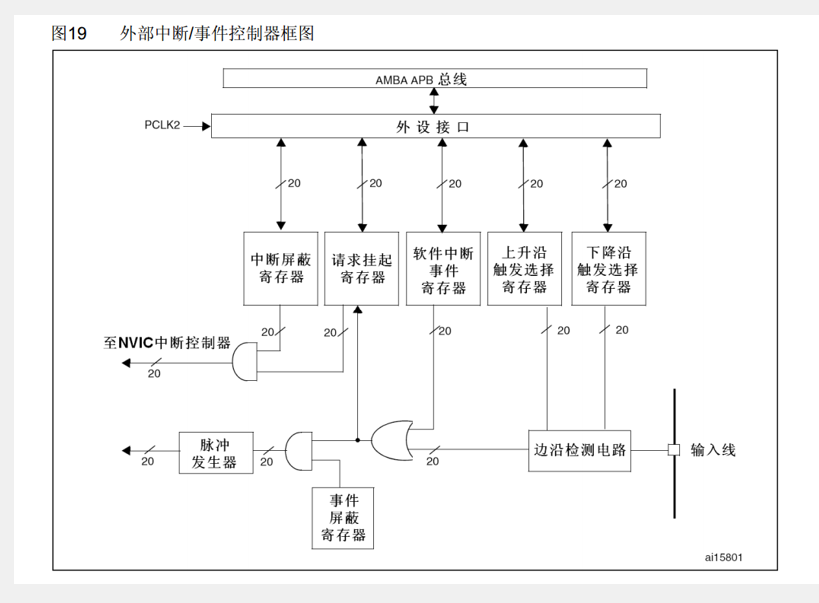 图19 外部中断/事件控制器框图
AMBA APB 总线
PCLK2
外设接口
20
20
20
20
20
中断屏蔽
寄存器
请求挂起
寄存器
软件中断
事件
寄存器
上升沿
触发选择
寄存器
下降沿
触发选择
寄存器
20
20
20
20
20
至NVIC中断控制器
20
脉冲
发生器
20
20
20
边沿检测电路
输入线
事件
屏蔽
寄存器
ai15801